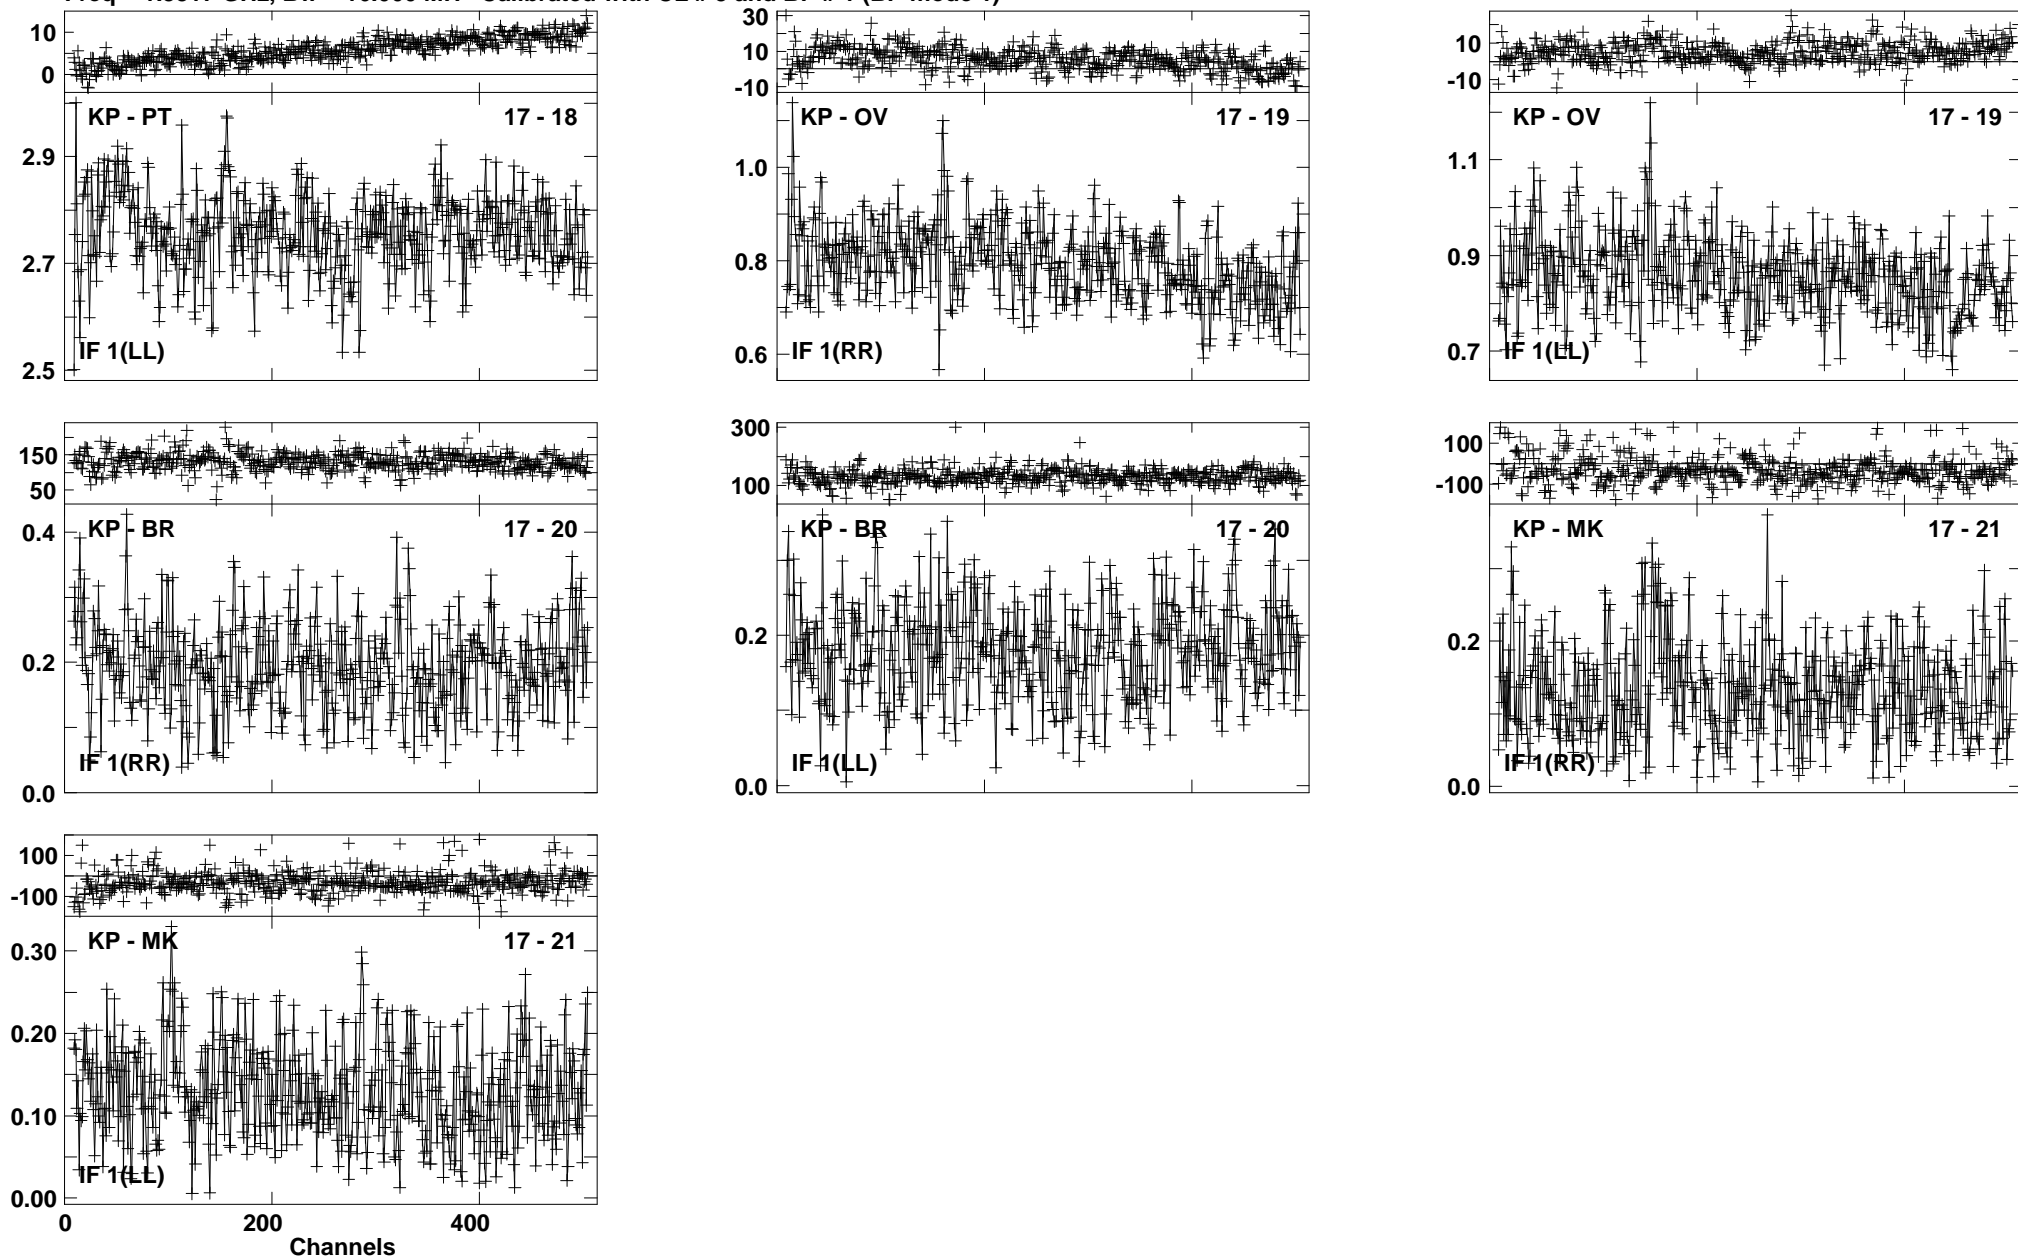 10
0
KP - PT
17 - 18
2.9
2.7
2.5
IF 1(LL)
30
10
-10
KP - OV
17 - 19
1.0
0.8
0.6
IF 1(RR)
10
-10
KP - OV
17 - 19
1.1
0.9
0.7
IF 1(LL)
150
50
KP - BR
17 - 20
0.4
0.2
0.0
IF 1(RR)
300
100
KP - BR
17 - 20
0.2
0.0
IF 1(LL)
100
-100
KP - MK
17 - 21
0.2
0.0
IF 1(RR)
100
-100
KP - MK
17 - 21
0.30
0.20
0.10
0.00
IF 1(LL)
0
200
400
Channels